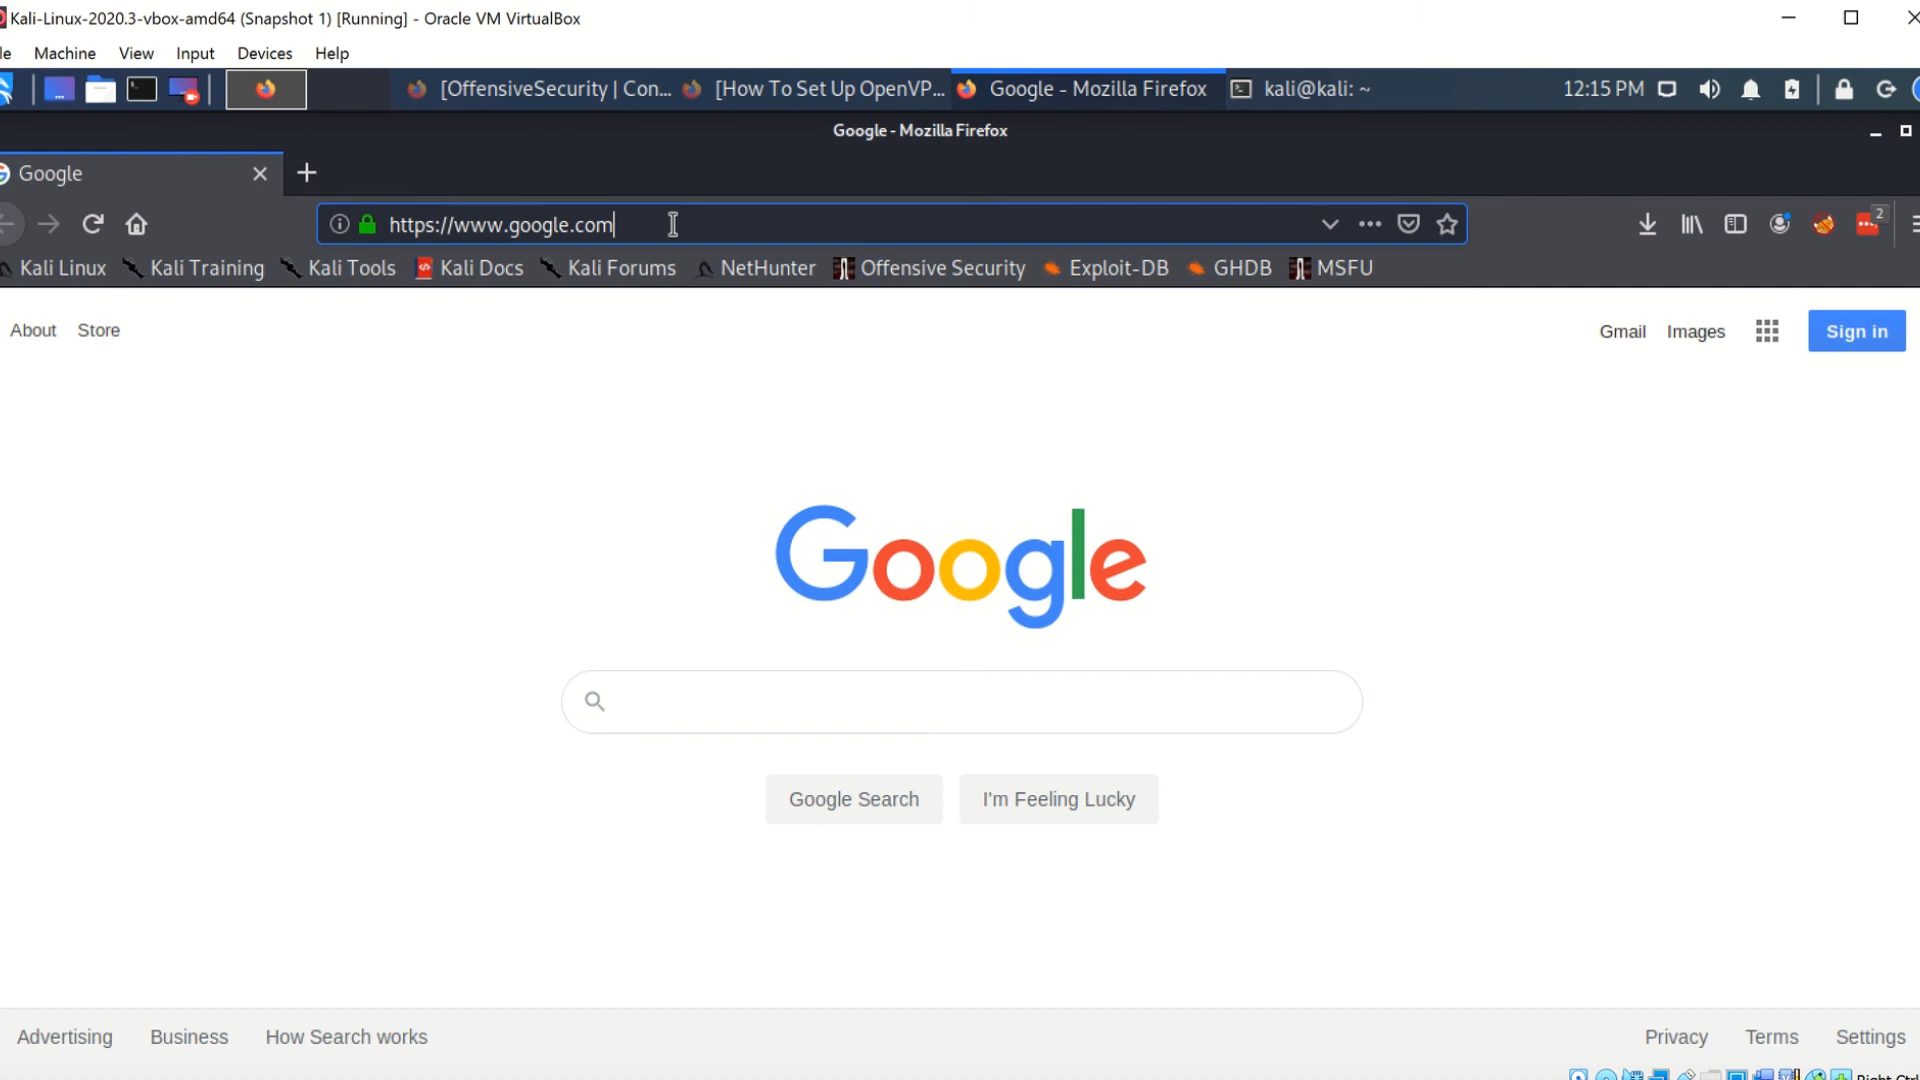 Kali-Linux-2020.3-vbox-amd64 (Snapshot 1) [Running] - Oracle VM VirtualBox
le Machine View Input Devices Help
[OffensiveSecurity | Con... [How To Set Up OpenVP... Google - Mozilla Firefox kali@kali: ~ 12:15 PM
Google - Mozilla Firefox
Google
https://www.google.com 2
Kali Linux Kali Training Kali Tools Kali Docs Kali Forums NetHunter Offensive Security Exploit-DB GHDB MSFU
About Store Gmail Images Sign in
Google
Google Search I'm Feeling Lucky
Advertising Business How Search works Privacy Terms Settings
Right Ctrl